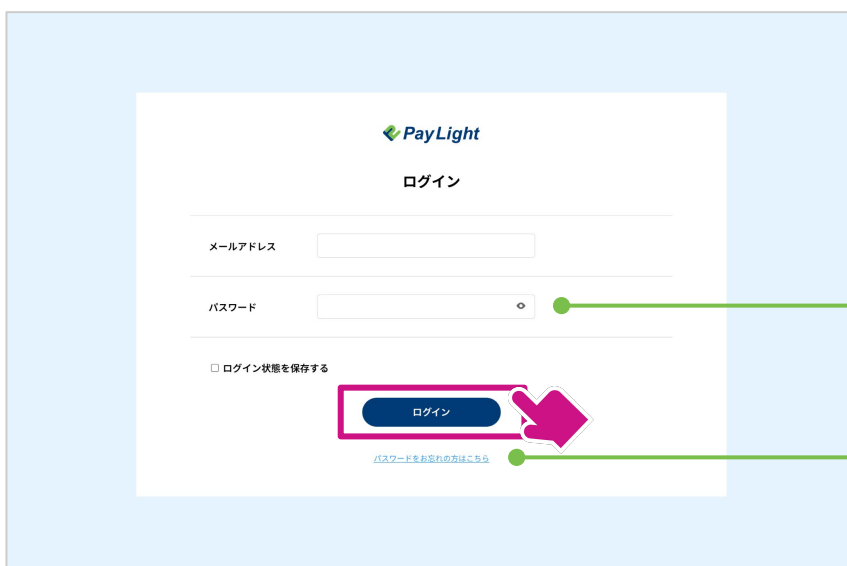 PayLight
ログイン
メールアドレス
パスワード
ログイン状態を保存する
ログイン
パスワードをお忘れの方はこちら